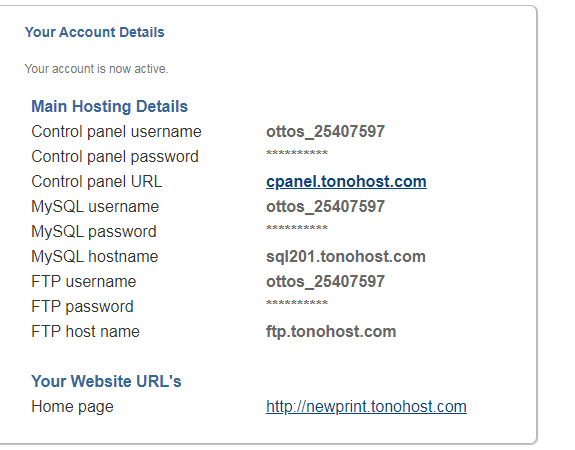 Your Account Details
Your account is now active.
Main Hosting Details
Control panel username ottos_25407597
Control panel password **********
Control panel URL cpanel.tonohost.com
MySQL username ottos_25407597
MySQL password **********
MySQL hostname sql201.tonohost.com
FTP username ottos_25407597
FTP password **********
FTP host name ftp.tonohost.com
Your Website URL's
Home page http://newprint.tonohost.com